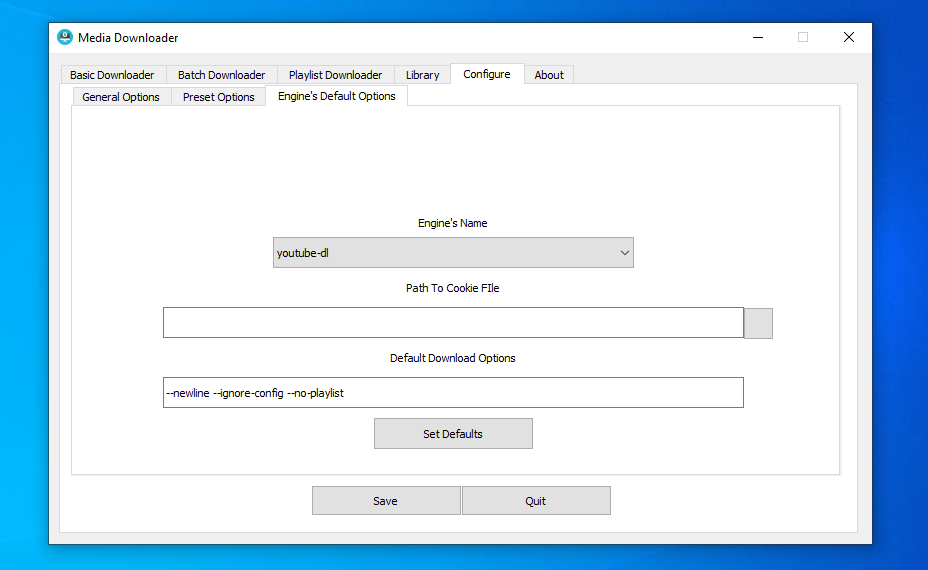 Media Downloader
Basic Downloader Batch Downloader Playlist Downloader Library Configure About
General Options Preset Options Engine's Default Options
Engine's Name
youtube-dl
Path To Cookie FIle
Default Download Options
--newline --ignore-config --no-playlist
Set Defaults
Save Quit